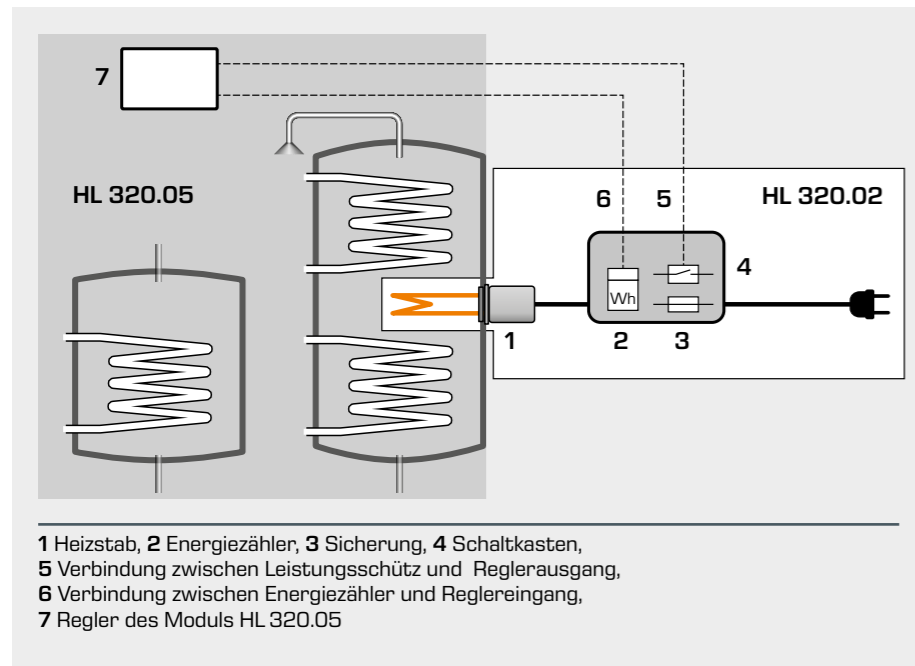 7
HL 320.05
6
5
HL 320.02
4
Wh
1
2
3
1 Heizstab, 2 Energiezähler, 3 Sicherung, 4 Schaltkasten,
5 Verbindung zwischen Leistungsschütz und Reglerausgang,
6 Verbindung zwischen Energiezähler und Reglereingang,
7 Regler des Moduls HL 320.05